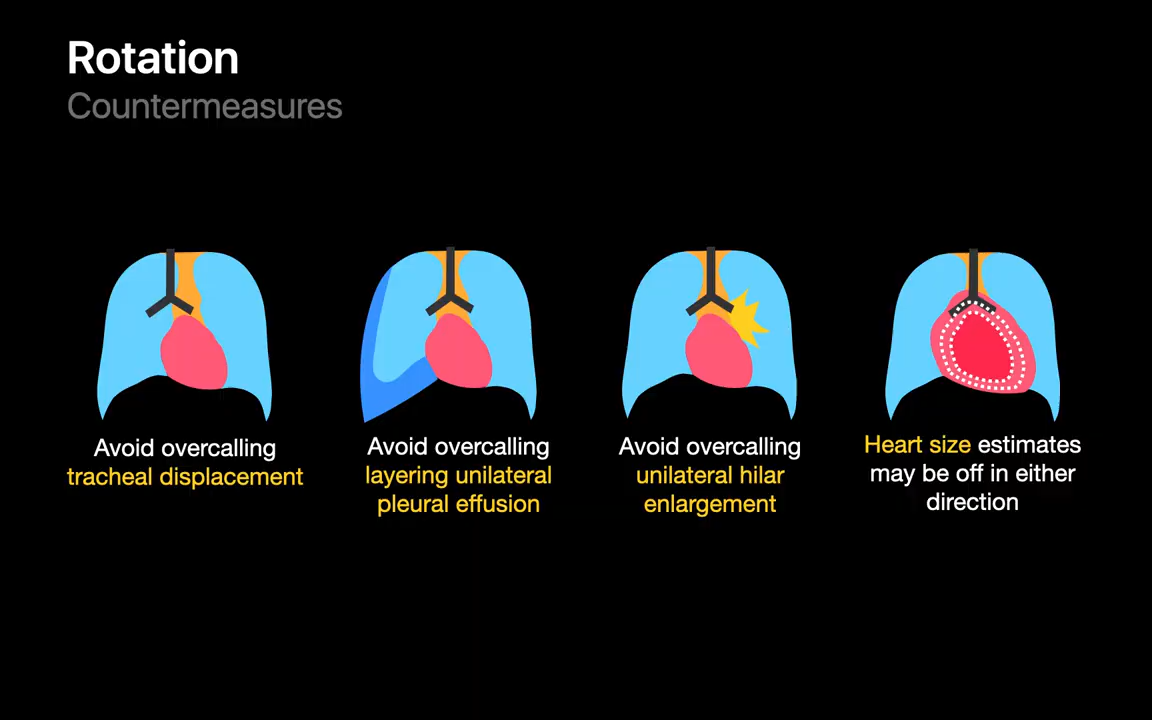 Rotation
Countermeasures
Avoid overcalling
tracheal displacement
Avoid overcalling
layering unilateral
pleural effusion
Avoid overcalling
unilateral hilar
enlargement
Heart size estimates
may be off in either
direction